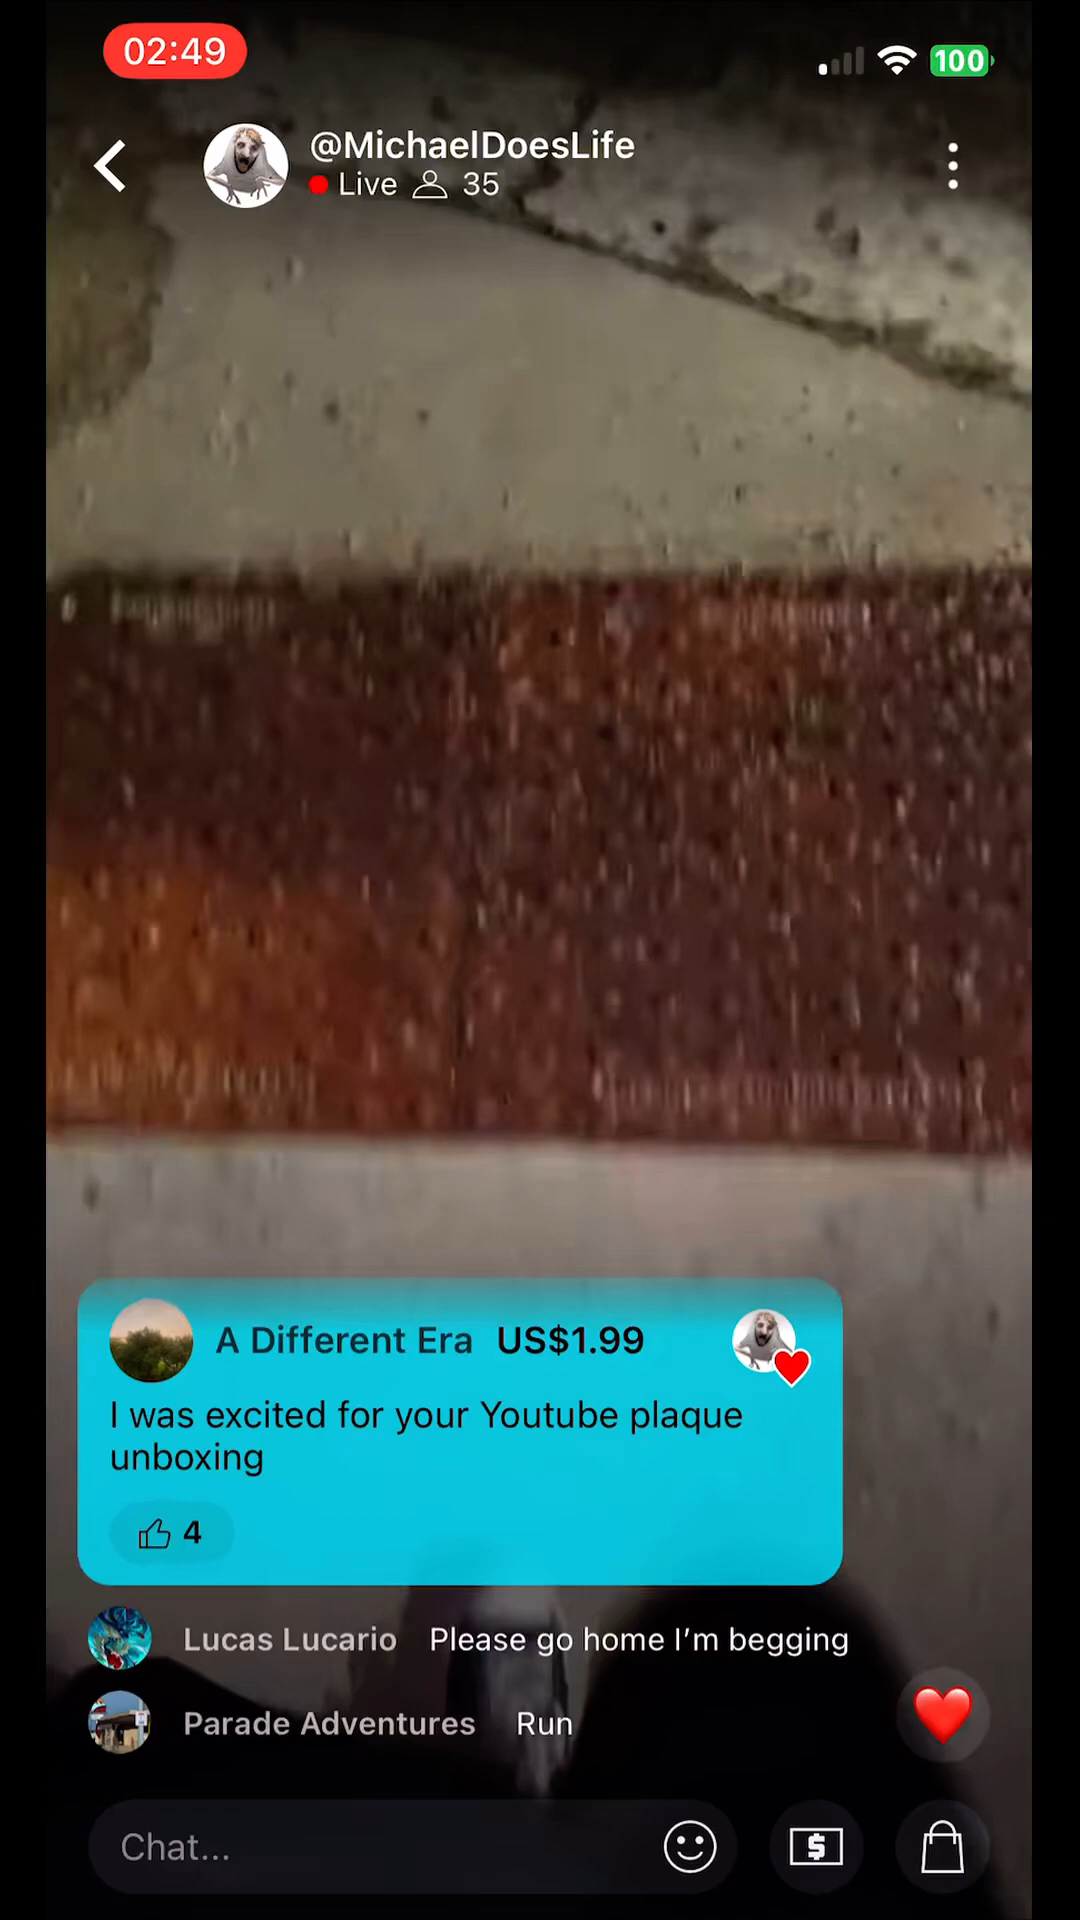 02:49
100
@MichaelDoesLife
Live 35
A Different Era US$1.99
I was excited for your Youtube plaque
unboxing
4
Lucas Lucario Please go home I'm begging
Parade Adventures Run
Chat...
$